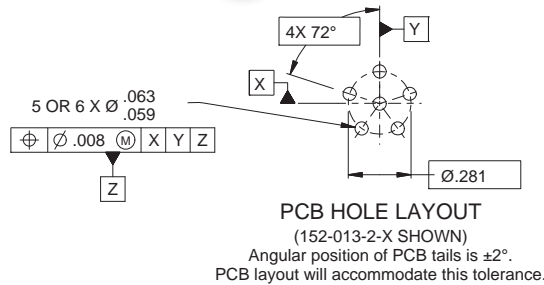 4X 72°
Y
X
5 OR 6 X Ø .063
.059
⌖ Ø .008 Ⓜ X Y Z
Z
Ø.281
PCB HOLE LAYOUT
(152-013-2-X SHOWN)
Angular position of PCB tails is ±2°.
PCB layout will accommodate this tolerance.